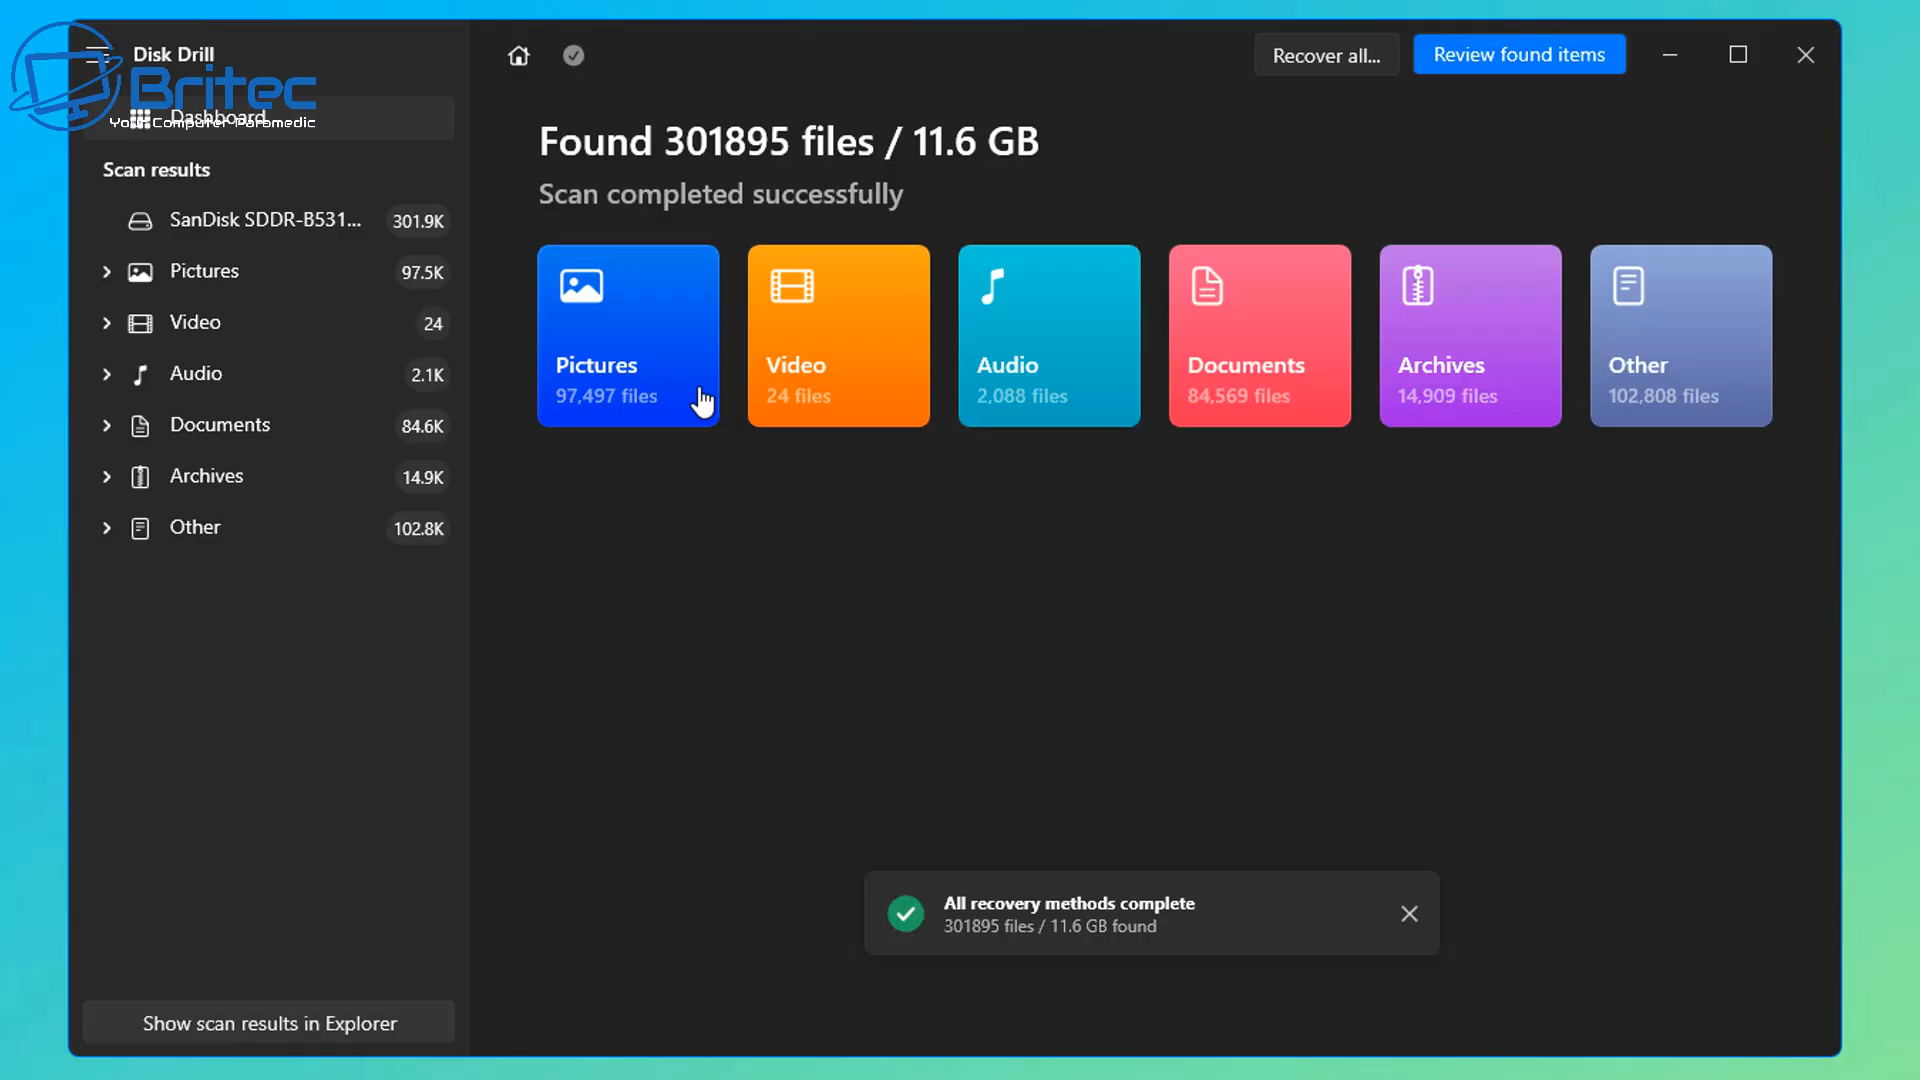 Disk Drill
Britec
Your Computer Paramedic
Dashboard
Scan results
SanDisk SDDR-B531... 301.9K
Pictures 97.5K
Video 24
Audio 2.1K
Documents 84.6K
Archives 14.9K
Other 102.8K
Show scan results in Explorer
Recover all...
Review found items
Found 301895 files / 11.6 GB
Scan completed successfully
Pictures
97,497 files
Video
24 files
Audio
2,088 files
Documents
84,569 files
Archives
14,909 files
Other
102,808 files
All recovery methods complete
301895 files / 11.6 GB found